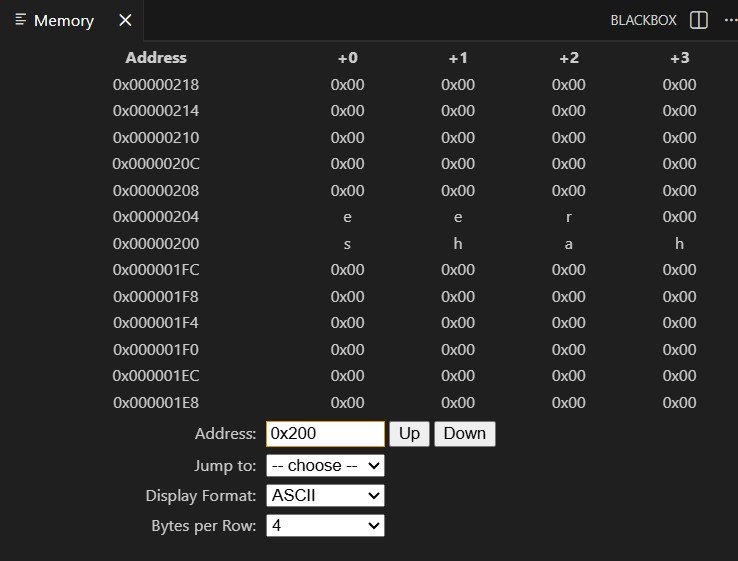 Memory × BLACKBOX ...
Address +0 +1 +2 +3
0x00000218 0x00 0x00 0x00 0x00
0x00000214 0x00 0x00 0x00 0x00
0x00000210 0x00 0x00 0x00 0x00
0x0000020C 0x00 0x00 0x00 0x00
0x00000208 0x00 0x00 0x00 0x00
0x00000204 e e r 0x00
0x00000200 s h a h
0x000001FC 0x00 0x00 0x00 0x00
0x000001F8 0x00 0x00 0x00 0x00
0x000001F4 0x00 0x00 0x00 0x00
0x000001F0 0x00 0x00 0x00 0x00
0x000001EC 0x00 0x00 0x00 0x00
0x000001E8 0x00 0x00 0x00 0x00
Address: 0x200 Up Down
Jump to: -- choose --
Display Format: ASCII
Bytes per Row: 4